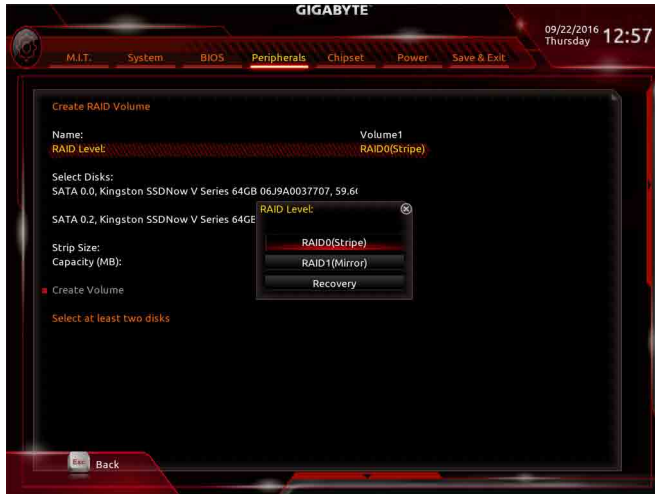 GIGABYTE
09/22/2016 Thursday 12:57
M.I.T. System BIOS Peripherals Chipset Power Save & Exit
Create RAID Volume
Name: Volume1
RAID Level: RAID0(Stripe)
Select Disks:
SATA 0.0, Kingston SSDNow V Series 64GB 06J9A0037707, 59.6
SATA 0.2, Kingston SSDNow V Series 64GB
RAID Level:
RAID0(Stripe)
RAID1(Mirror)
Recovery
Strip Size:
Capacity (MB):
Create Volume
Select at least two disks
Esc Back